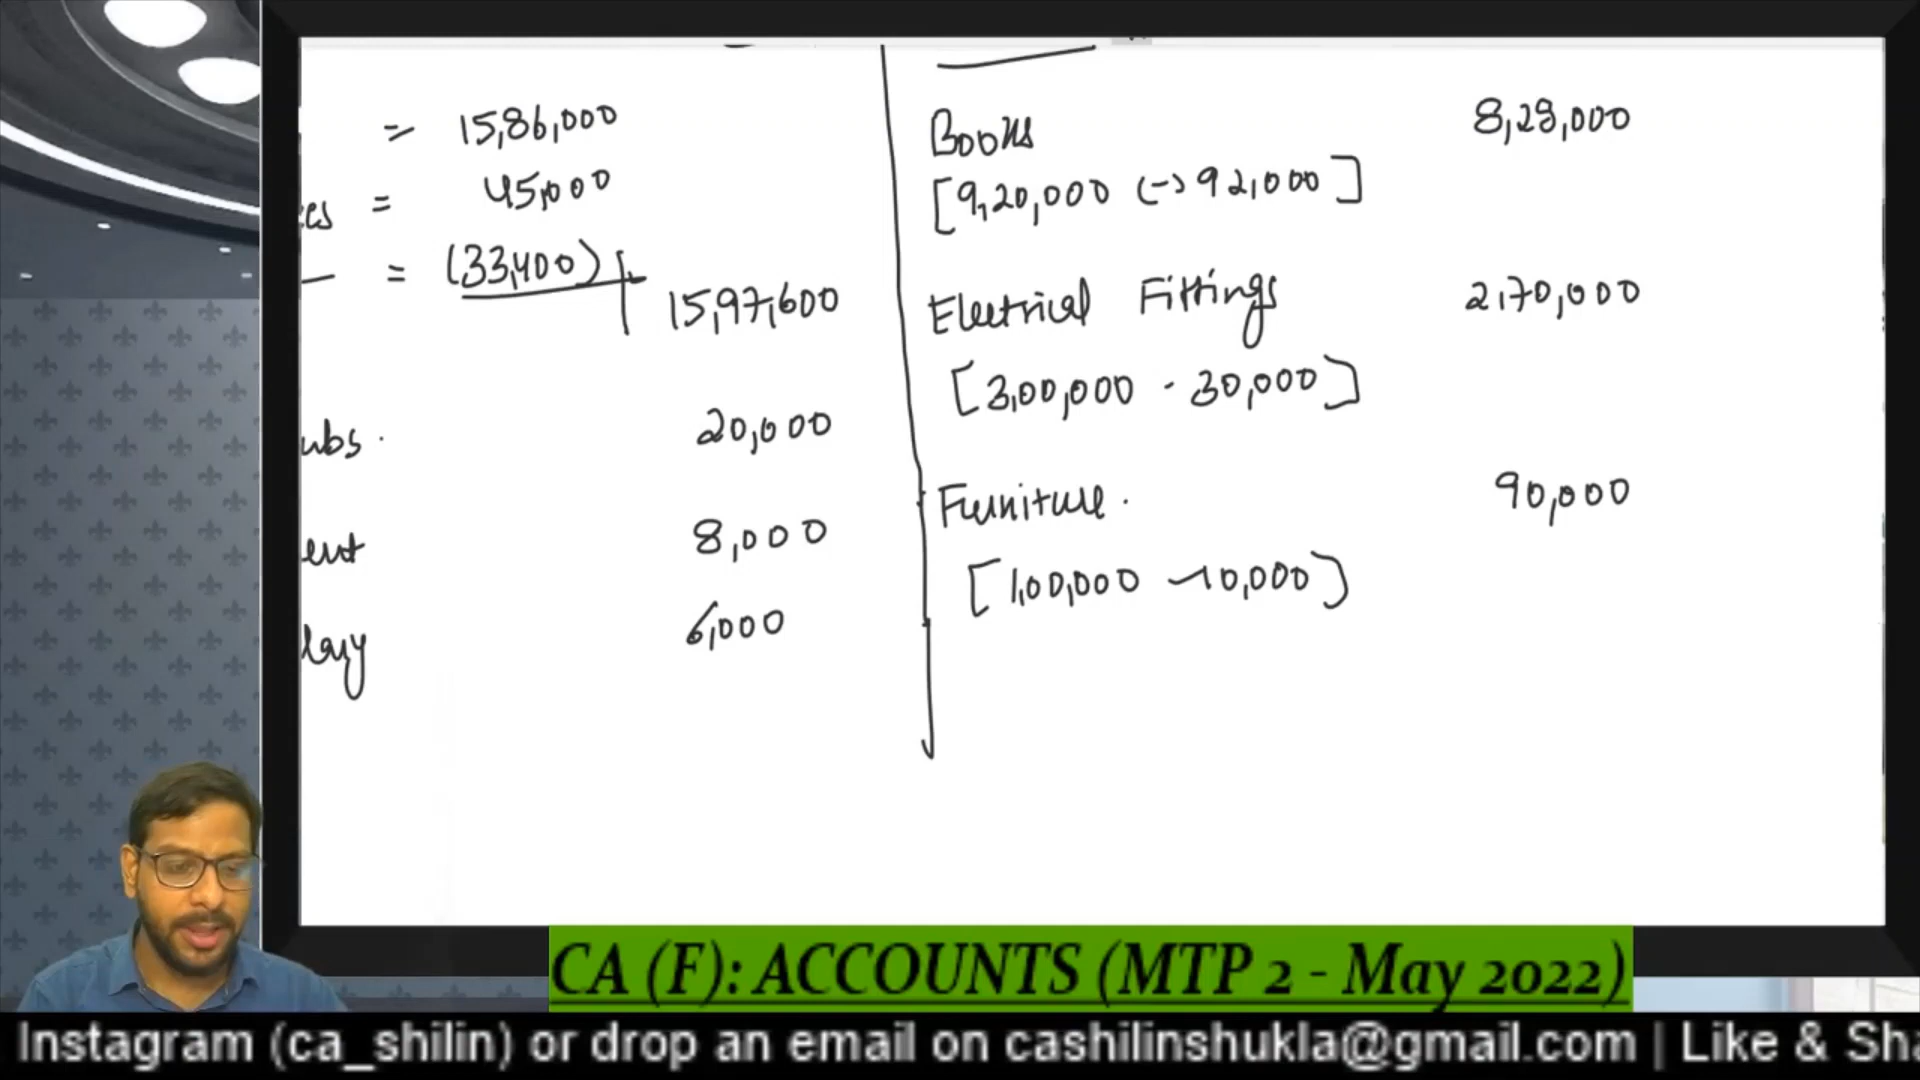 = 15,86,000
es = 45,000
= (33,400)
15,97,600
ubs. 20,000
ent 8,000
lary 6,000
Books 8,28,000
[9,20,000 (-) 92,000]
Electrical Fittings 2,70,000
[3,00,000 - 30,000]
Furniture. 90,000
[1,00,000 - 10,000]
CA (F): ACCOUNTS (MTP 2 - May 2022)
Instagram (ca_shilin) or drop an email on cashilinshukla@gmail.com | Like & Sha